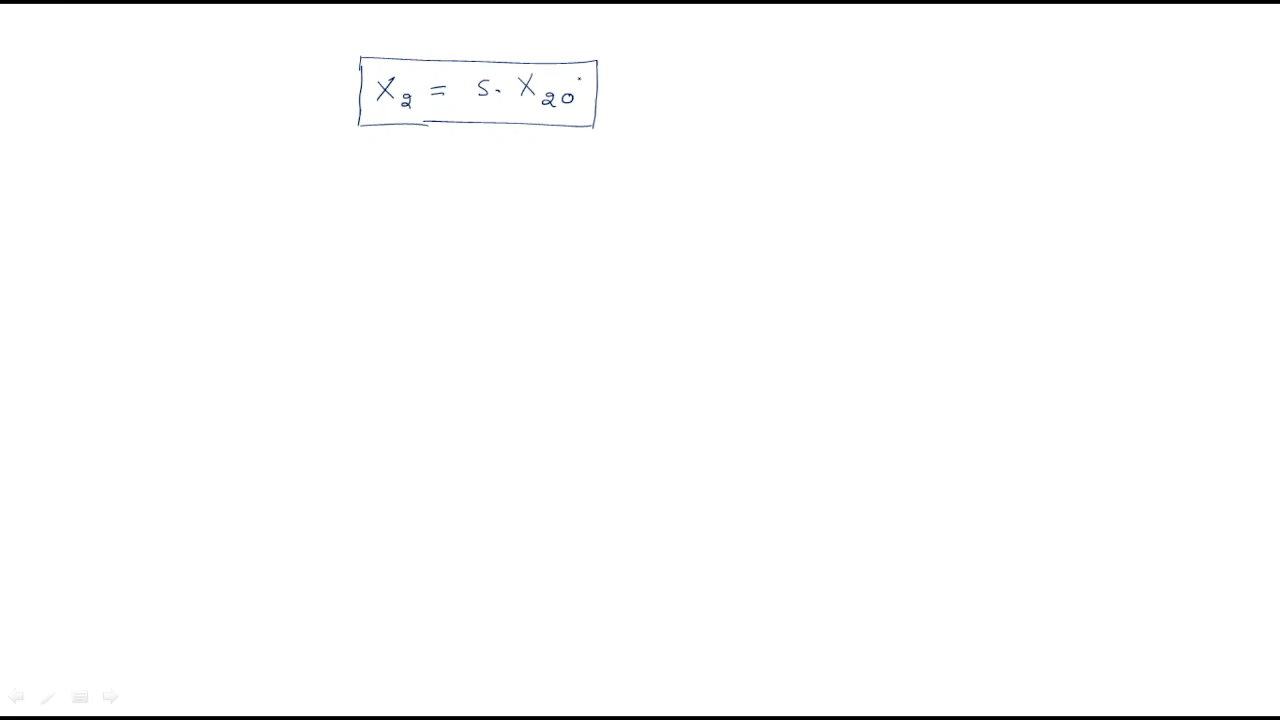 X₂ = s. X₂₀